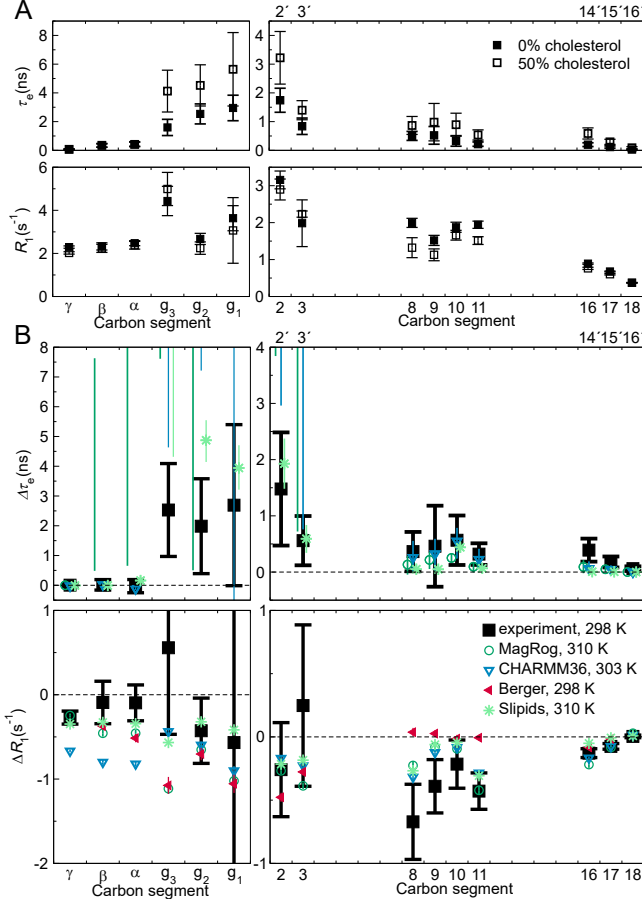 A
2´ 3´ 14´ 15´ 16´
τe(ns)
8
6
4
2
0
4
3
2
1
0
0% cholesterol
50% cholesterol
R1(s-1)
6
4
2
0
3
2
1
0
γ β α g3 g2 g1
2 3 8 9 10 11 16 17 18
Carbon segment
Carbon segment
B
2´ 3´ 14´ 15´ 16´
Δτe(ns)
8
7
6
5
4
3
2
1
0
4
3
2
1
0
ΔR1(s-1)
1
0
-1
-2
1
0
-1
experiment, 298 K
MagRog, 310 K
CHARMM36, 303 K
Berger, 298 K
Slipids, 310 K
γ β α g3 g2 g1
2 3 8 9 10 11 16 17 18
Carbon segment
Carbon segment